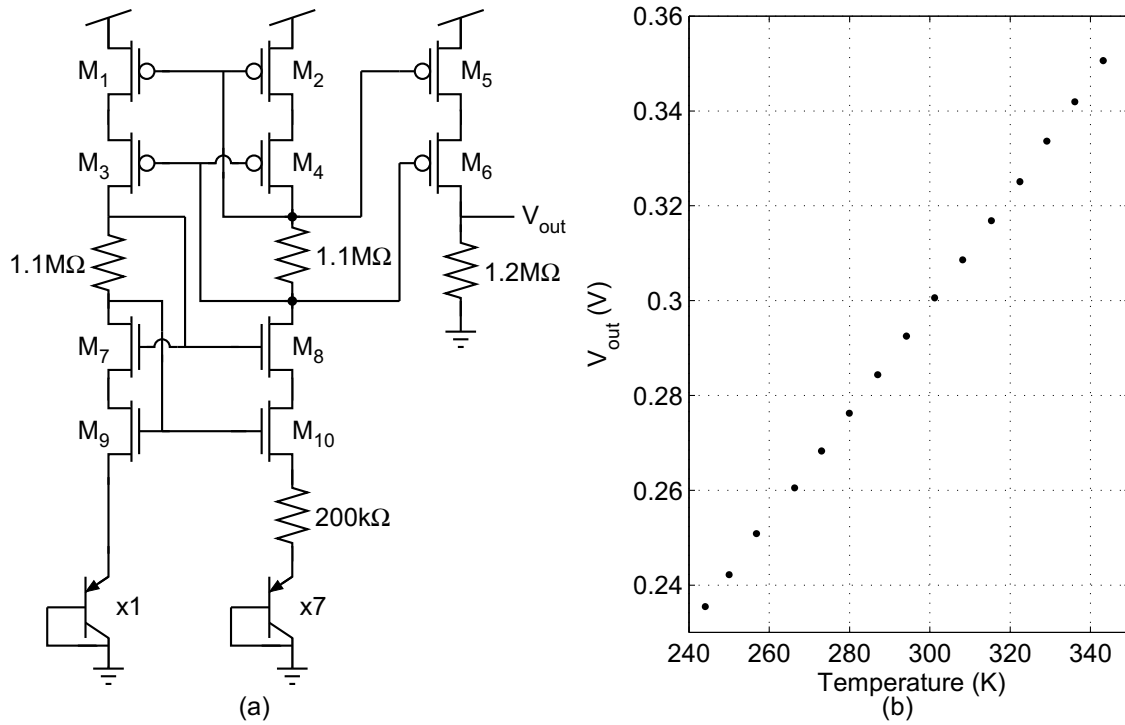 M1
M2
M5
M3
M4
M6
Vout
1.1MΩ
1.1MΩ
1.2MΩ
M7
M8
M9
M10
200kΩ
x1
x7
(a)
0.36
0.34
0.32
0.3
0.28
0.26
0.24
Vout (V)
240
260
280
300
320
340
Temperature (K)
(b)